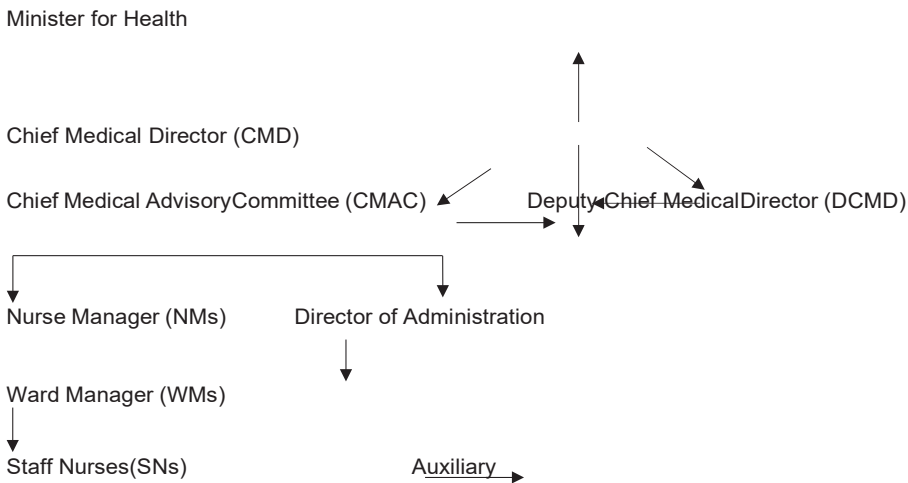 Minister for Health
Chief Medical Director (CMD)
Chief Medical AdvisoryCommittee (CMAC) Deputy Chief MedicalDirector (DCMD)
Nurse Manager (NMs) Director of Administration
Ward Manager (WMs)
Staff Nurses(SNs) Auxiliary